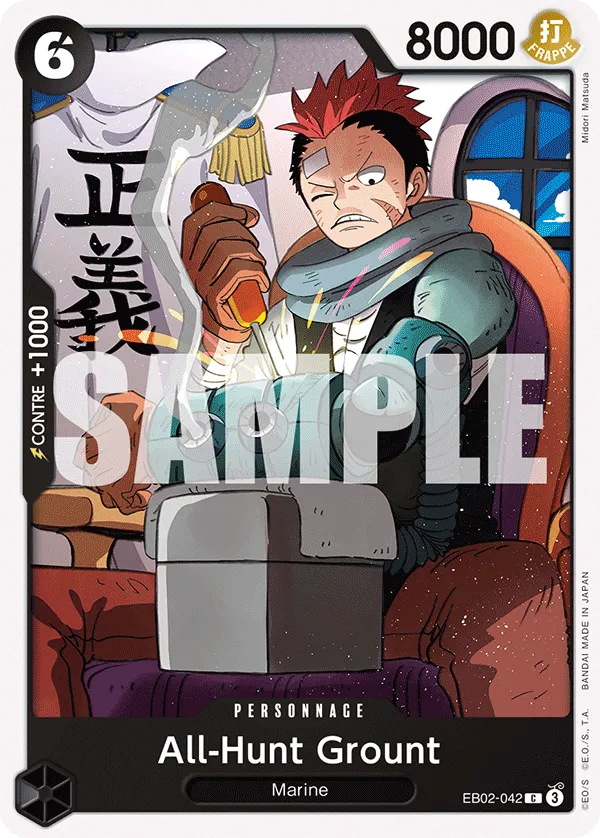 6
8000
打
FRAPPE
Midori Matsuda
正義
CONTRE +1000
SAMPLE
PERSONNAGE
All-Hunt Grount
Marine
EB02-042 C 3
©EO/S ©E.O./S., T.A. BANDAI MADE IN JAPAN